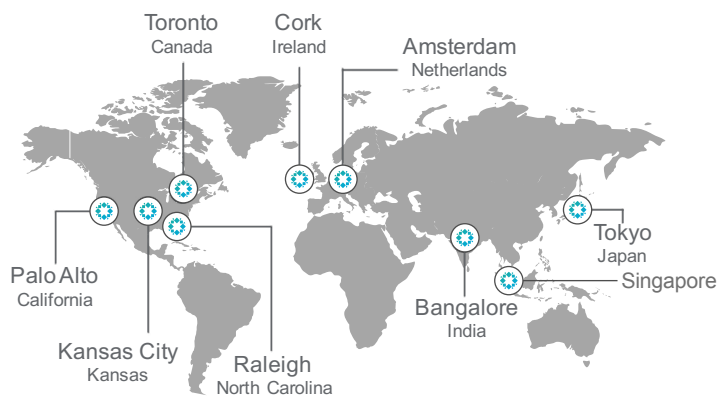 Toronto
Canada
Cork
Ireland
Amsterdam
Netherlands
Palo Alto
California
Kansas City
Kansas
Raleigh
North Carolina
Bangalore
India
Tokyo
Japan
Singapore